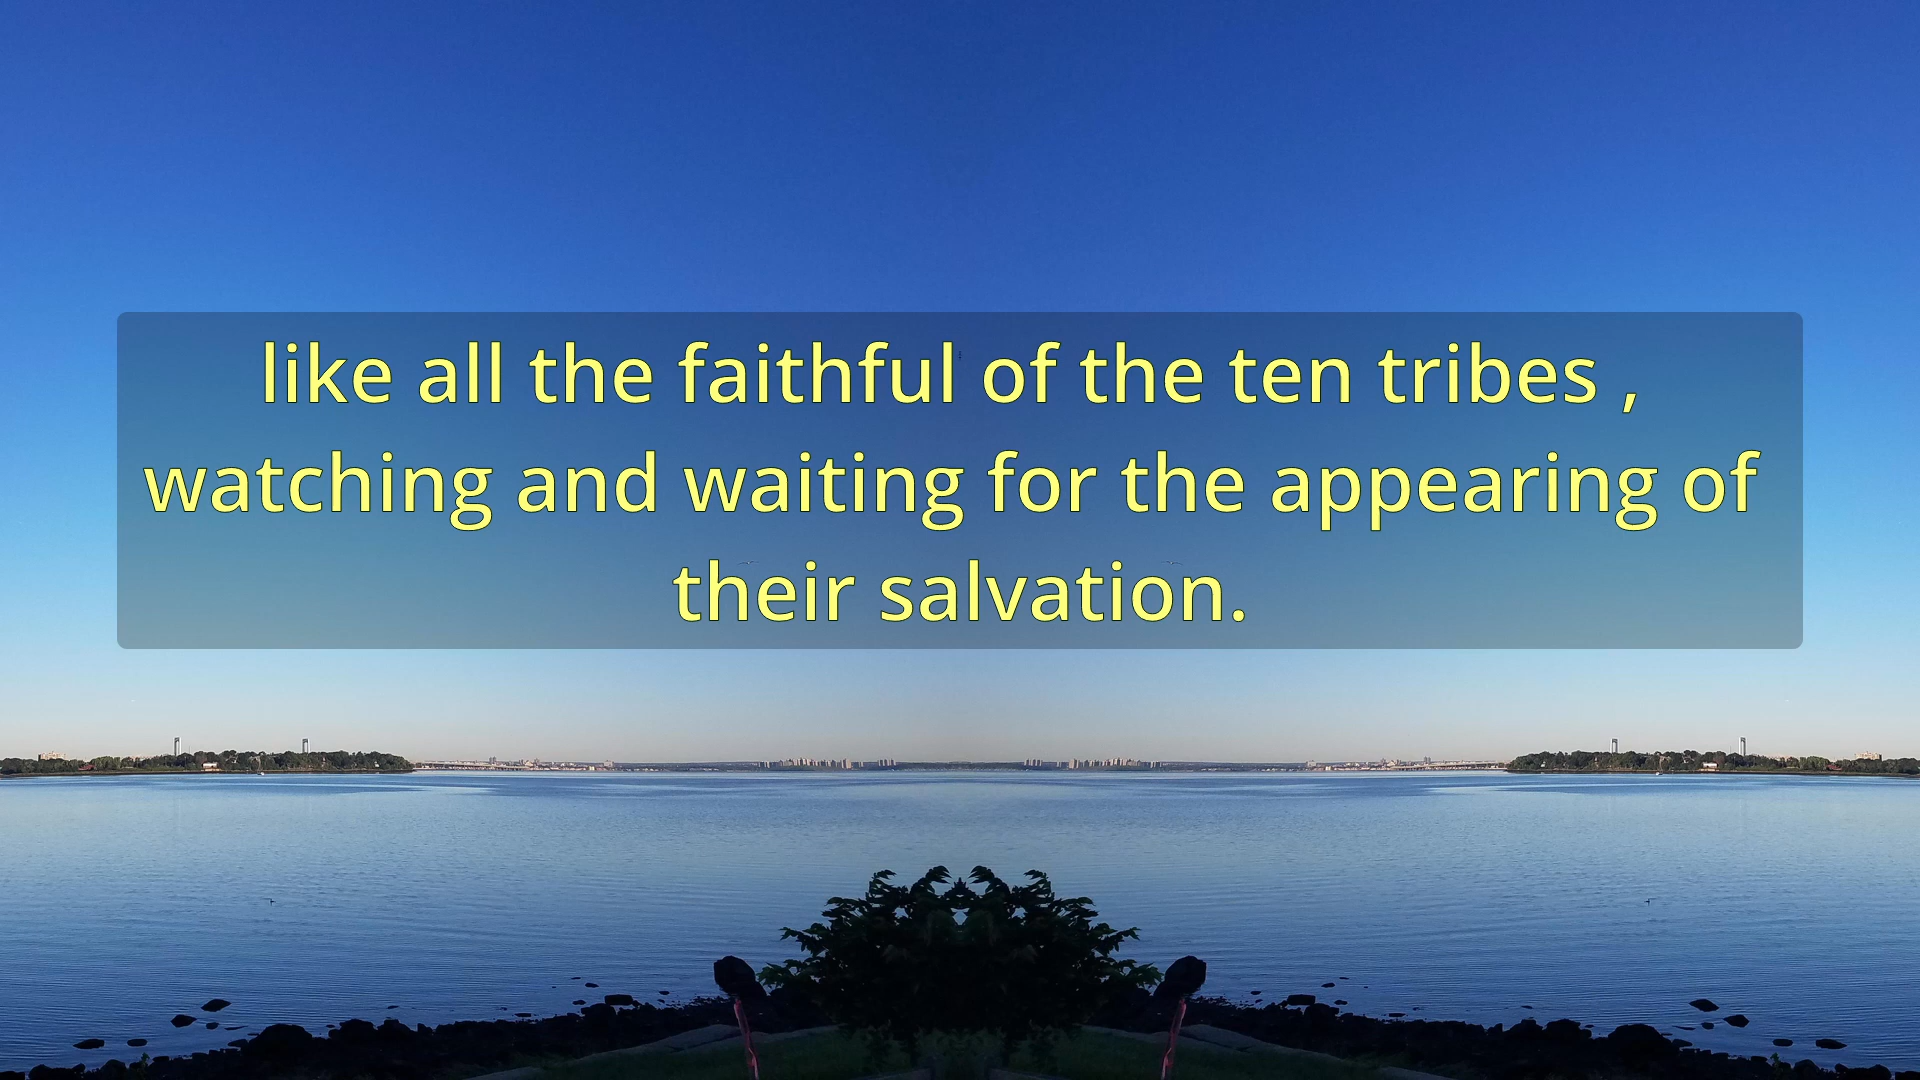 like all the faithful of the ten tribes ,
watching and waiting for the appearing of
their salvation.